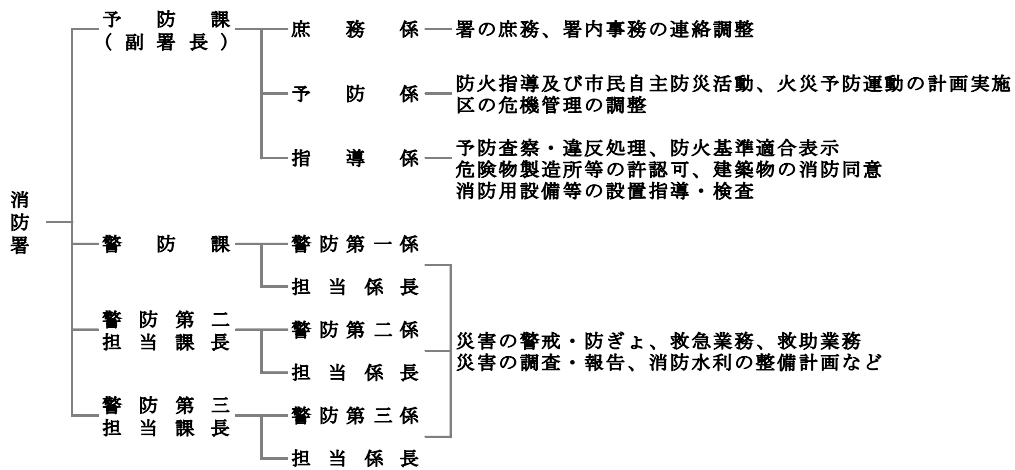 消防署
予防課
(副署長)
庶務係
署の庶務、署内事務の連絡調整
予防係
防火指導及び市民自主防災活動、火災予防運動の計画実施
区の危機管理の調整
指導係
予防査察・違反処理、防火基準適合表示
危険物製造所等の許認可、建築物の消防同意
消防用設備等の設置指導・検査
警防課
警防第一係
担当係長
警防第二
担当課長
警防第二係
担当係長
警防第三
担当課長
警防第三係
担当係長
災害の警戒・防ぎょ、救急業務、救助業務
災害の調査・報告、消防水利の整備計画など